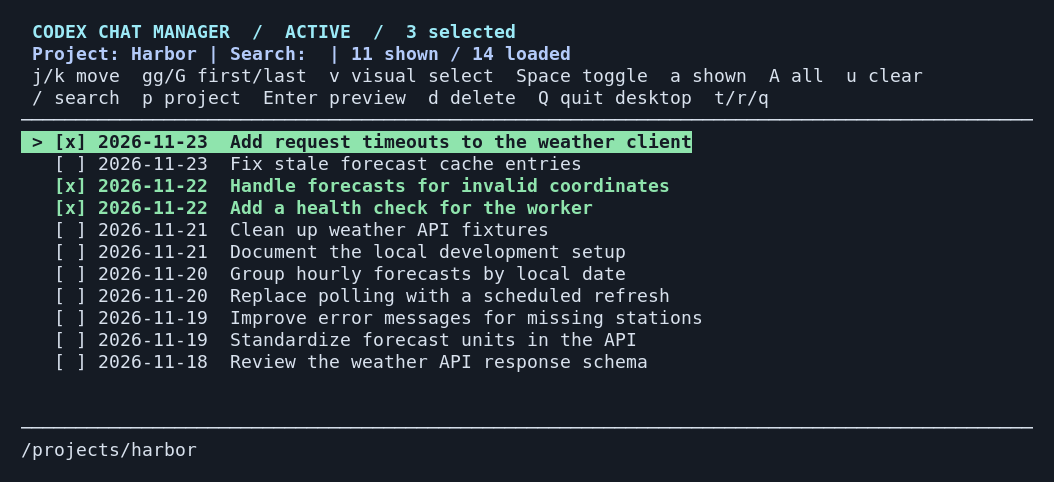 CODEX CHAT MANAGER  /  ACTIVE  /  3 selected
Project: Harbor | Search:  | 11 shown / 14 loaded
j/k move  gg/G first/last  v visual select  Space toggle  a shown  A all  u clear
/ search  p project  Enter preview  d delete  Q quit desktop  t/r/q
> [x] 2026-11-23  Add request timeouts to the weather client
[ ] 2026-11-23  Fix stale forecast cache entries
[x] 2026-11-22  Handle forecasts for invalid coordinates
[x] 2026-11-22  Add a health check for the worker
[ ] 2026-11-21  Clean up weather API fixtures
[ ] 2026-11-21  Document the local development setup
[ ] 2026-11-20  Group hourly forecasts by local date
[ ] 2026-11-20  Replace polling with a scheduled refresh
[ ] 2026-11-19  Improve error messages for missing stations
[ ] 2026-11-19  Standardize forecast units in the API
[ ] 2026-11-18  Review the weather API response schema
/projects/harbor